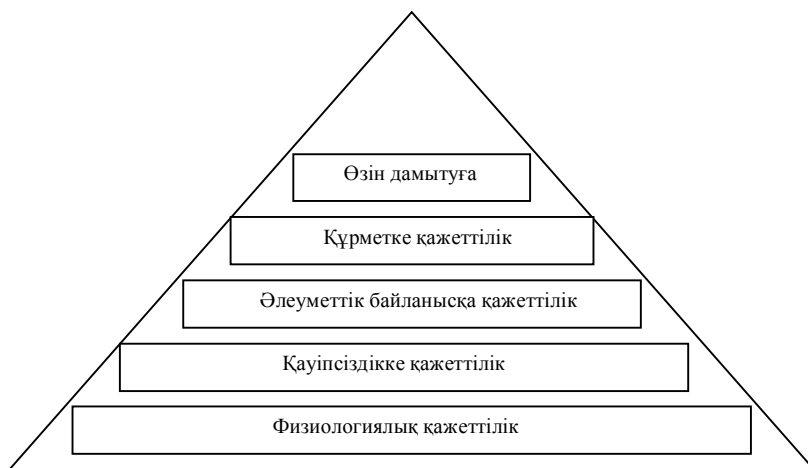 Өзін дамытуға
Құрметке қажеттілік
Әлеуметтік байланысқа қажеттілік
Қауіпсіздікке қажеттілік
Физиологиялық қажеттілік